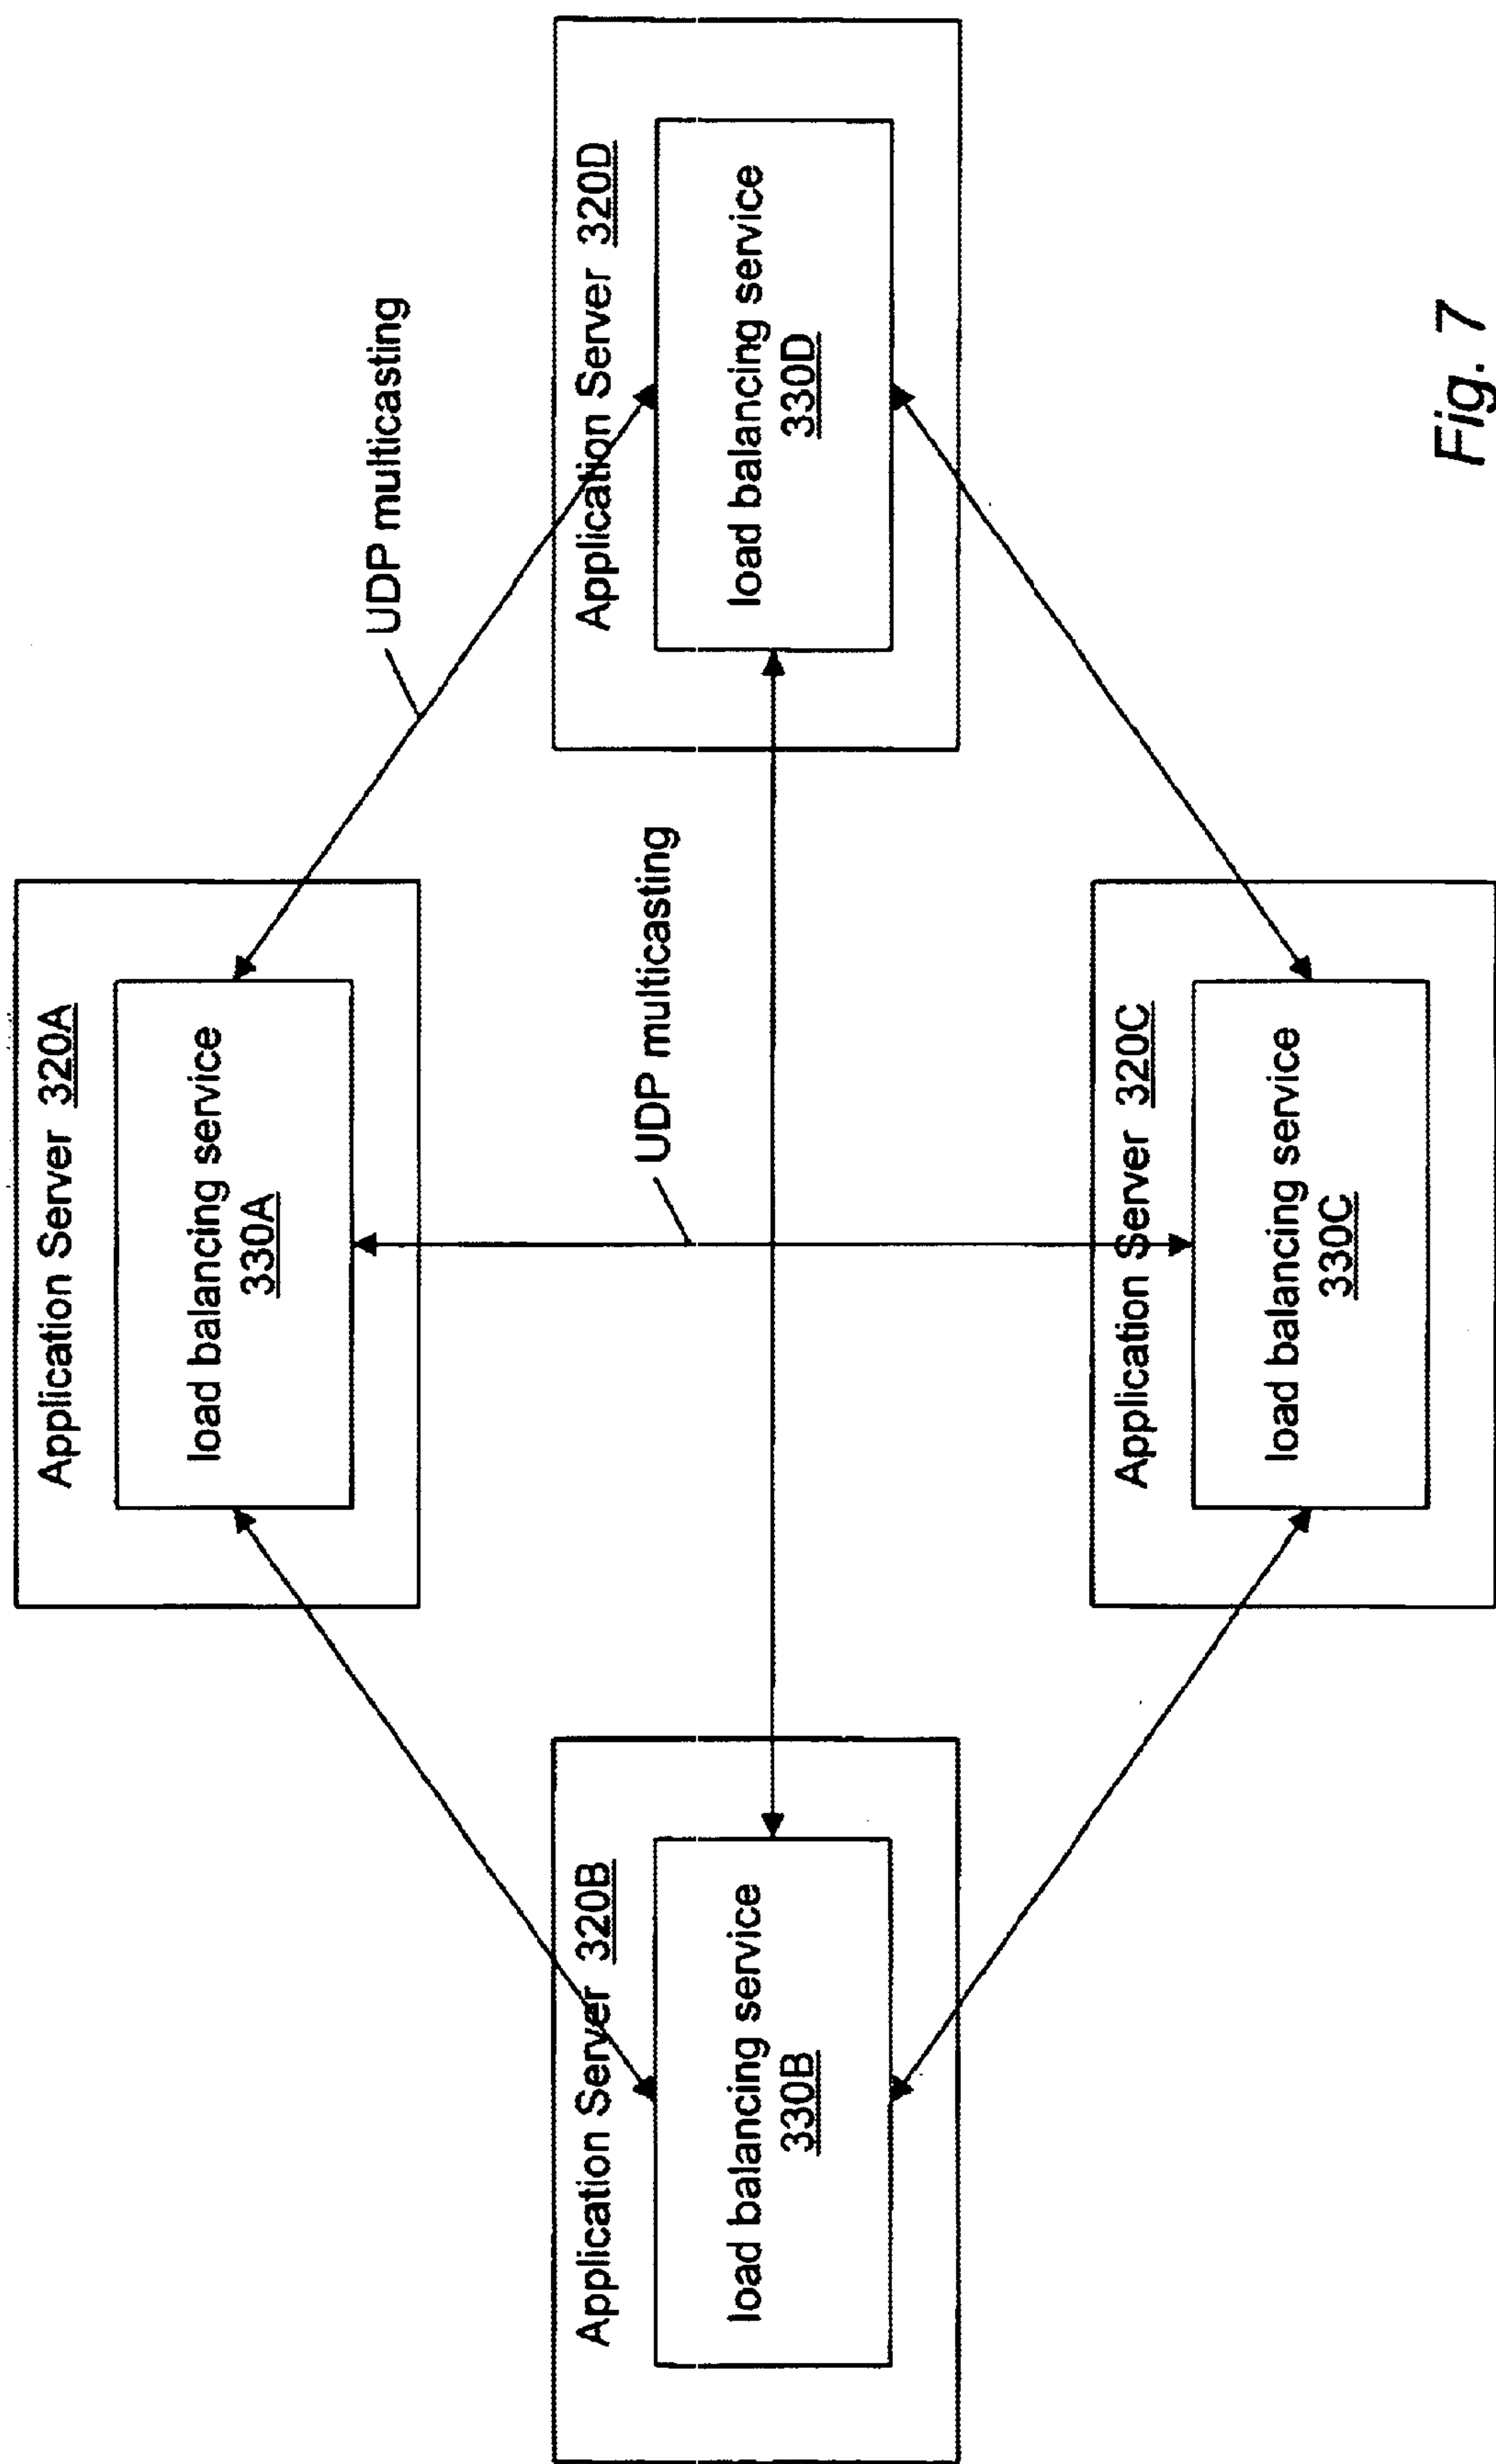 Application Server 320A
load balancing service
330A
UDP multicasting
UDP multicasting
Application Server 320B
load balancing service
330B
Application Server 320D
load balancing service
330D
Application Server 320C
load balancing service
330C
Fig. 7